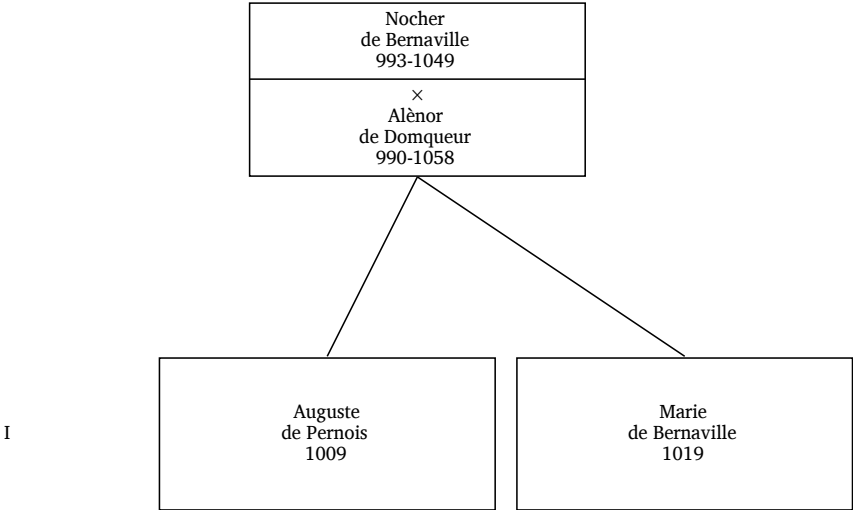 Nocher
de Bernaville
993-1049
×
Alènor
de Domqueur
990-1058
I
Auguste
de Pernois
1009
Marie
de Bernaville
1019